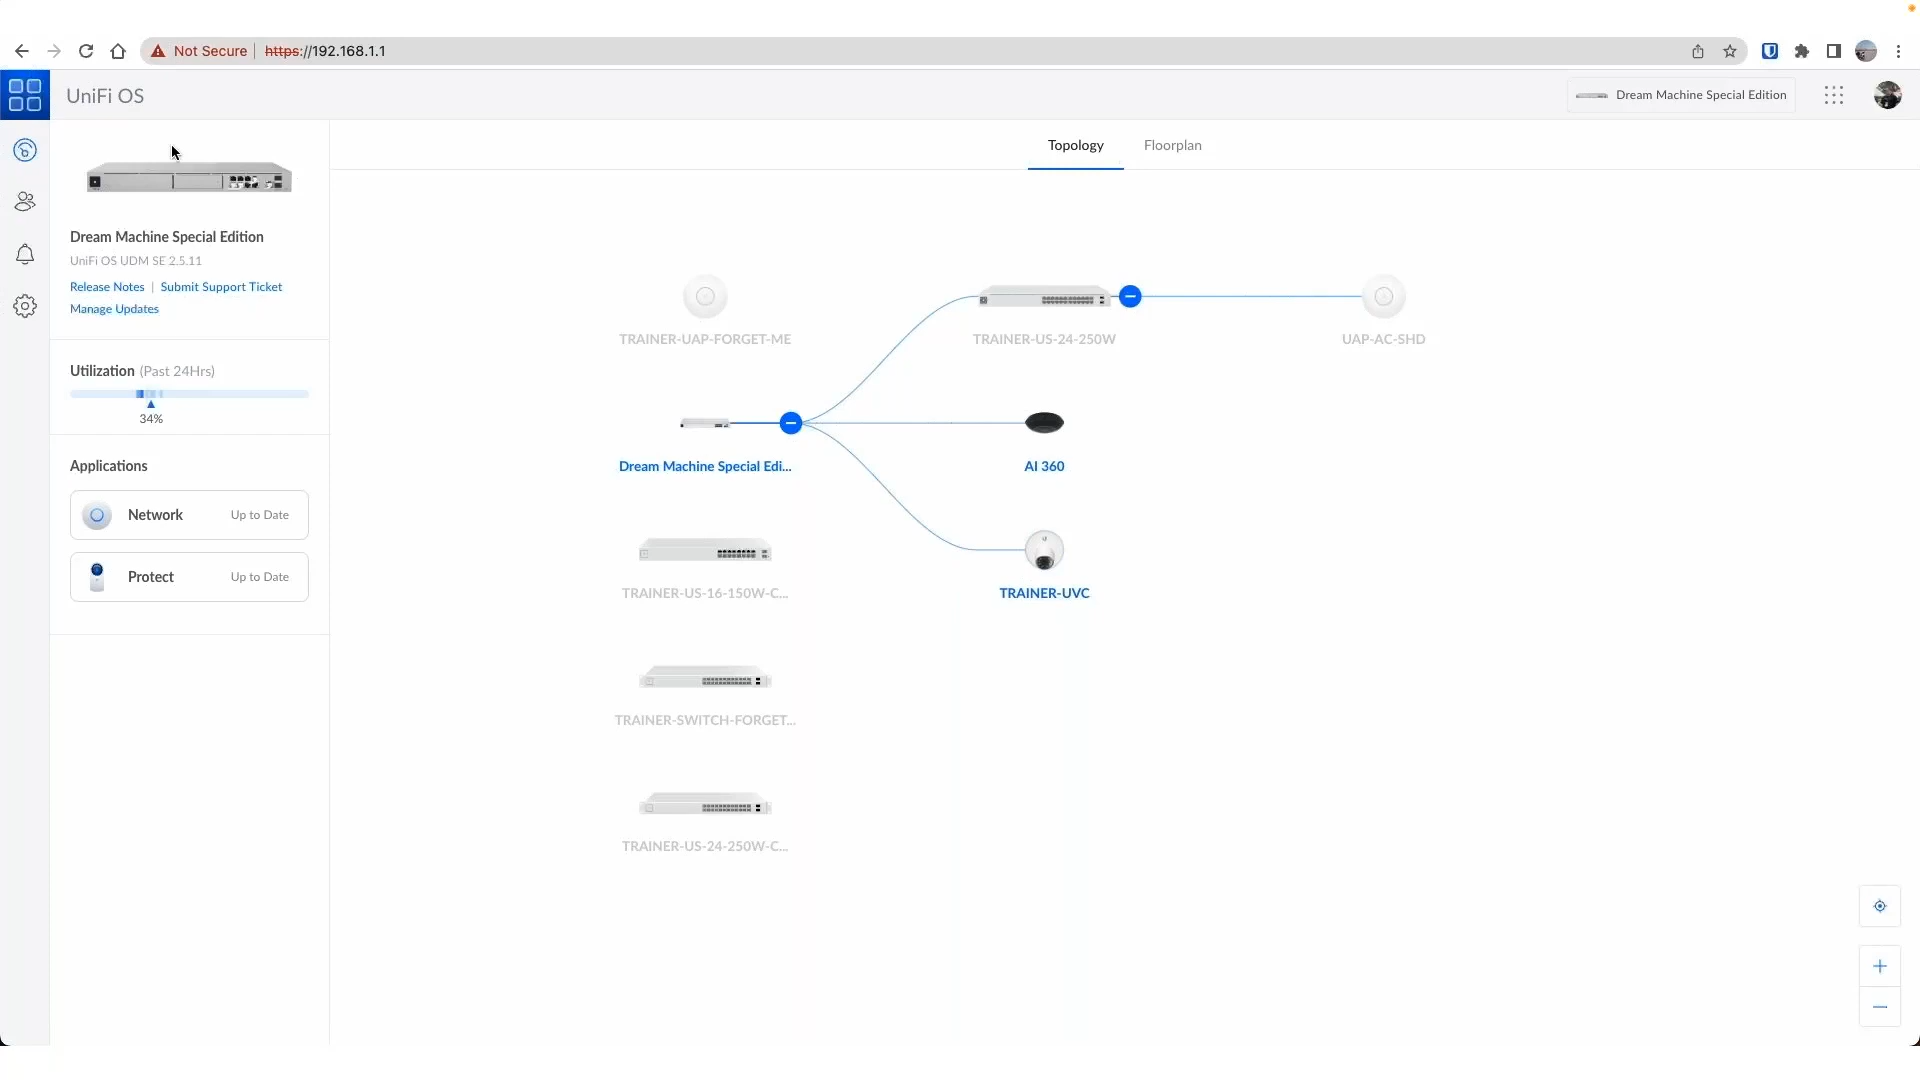 Not Secure | https://192.168.1.1
UniFi OS
Dream Machine Special Edition
Topology
Floorplan
Dream Machine Special Edition
UniFi OS UDM SE 2.5.11
Release Notes | Submit Support Ticket
Manage Updates
Utilization (Past 24Hrs)
34%
Applications
Network Up to Date
Protect Up to Date
TRAINER-UAP-FORGET-ME
TRAINER-US-24-250W
UAP-AC-SHD
Dream Machine Special Edi...
AI 360
TRAINER-US-16-150W-C...
TRAINER-UVC
TRAINER-SWITCH-FORGET...
TRAINER-US-24-250W-C...